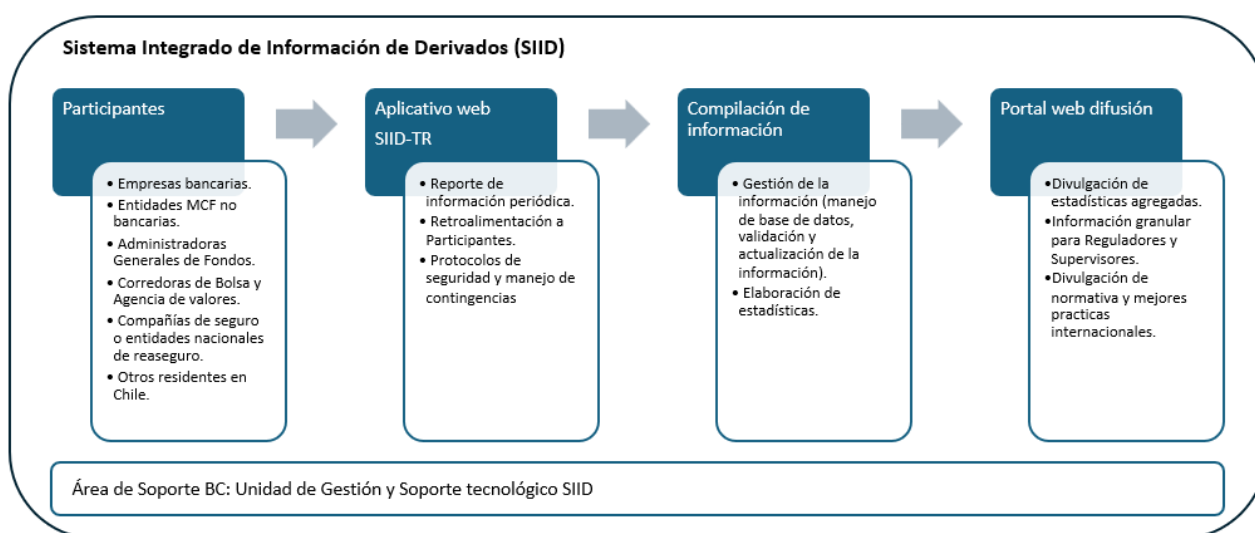 Sistema Integrado de Información de Derivados (SIID)
Participantes
• Empresas bancarias.
• Entidades MCF no
bancarias.
• Administradoras
Generales de Fondos.
• Corredoras de Bolsa y
Agencia de valores.
• Compañías de seguro
o entidades nacionales
de reaseguro.
• Otros residentes en
Chile.
Aplicativo web
SIID-TR
• Reporte de
información periódica.
• Retroalimentación a
Participantes.
• Protocolos de
seguridad y manejo de
contingencias
Compilación de
información
• Gestión de la
información (manejo
de base de datos,
validación y
actualización de la
información).
• Elaboración de
estadísticas.
Portal web difusión
•Divulgación de
estadísticas agregadas.
•Información granular
para Reguladores y
Supervisores.
•Divulgación de
normativa y mejores
practicas
internacionales.
Área de Soporte BC: Unidad de Gestión y Soporte tecnológico SIID